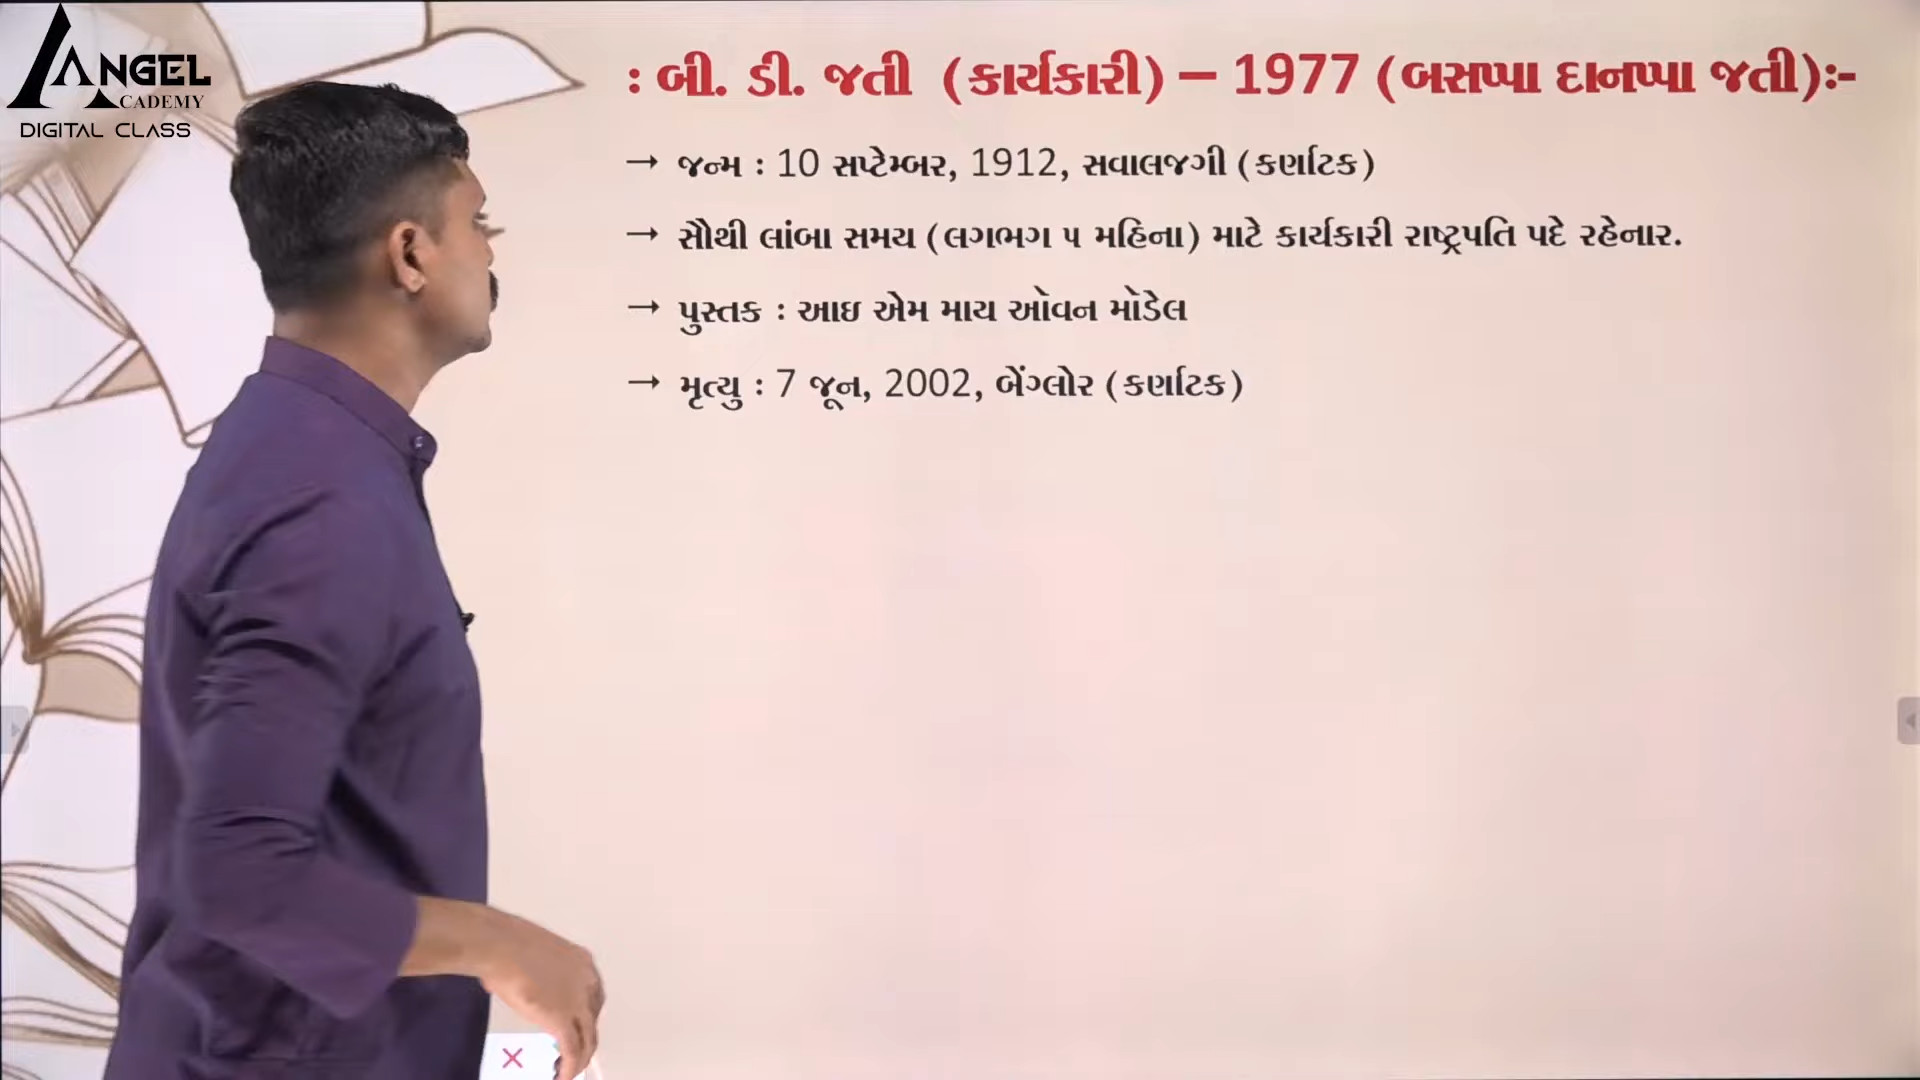 ANGEL
ACADEMY
DIGITAL CLASS
: બી. ડી. જતી (કાર્યકારી) – 1977 (બસપ્પા દાનપ્પા જતી):-
→ જન્મ : 10 સપ્ટેમ્બર, 1912, સવાલજગી (કર્ણાટક)
→ સૌથી લાંબા સમય (લગભગ ૫ મહિના) માટે કાર્યકારી રાષ્ટ્રપતિ પદે રહેનાર.
→ પુસ્તક : આઇ એમ માય ઓવન મોડેલ
→ મૃત્યુ : 7 જૂન, 2002, બેંગ્લોર (કર્ણાટક)